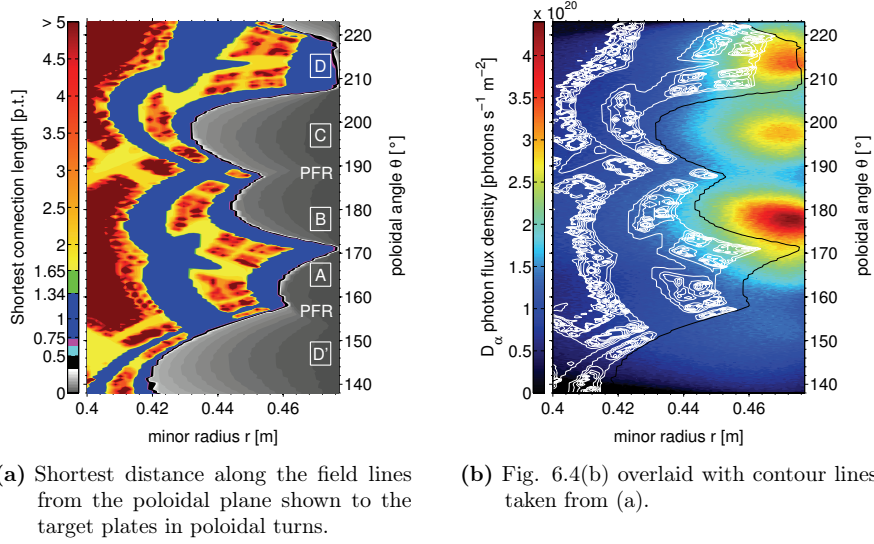 > 5
4.5
4
3.5
3
2.5
2
1.65
1.34
1
0.75
0.5
0
Shortest connection length [p.t.]
D
C
PFR
B
A
PFR
D'
220
210
200
190
180
170
160
150
140
poloidal angle θ [°]
0.4 0.42 0.44 0.46
minor radius r [m]
x 10²⁰
4
3.5
3
2.5
2
1.5
1
0.5
0
Dα photon flux density [photons s⁻¹ m⁻²]
220
210
200
190
180
170
160
150
140
poloidal angle θ [°]
0.4 0.42 0.44 0.46
minor radius r [m]
a) Shortest distance along the field lines
from the poloidal plane shown to the
target plates in poloidal turns.
(b) Fig. 6.4(b) overlaid with contour lines
taken from (a).